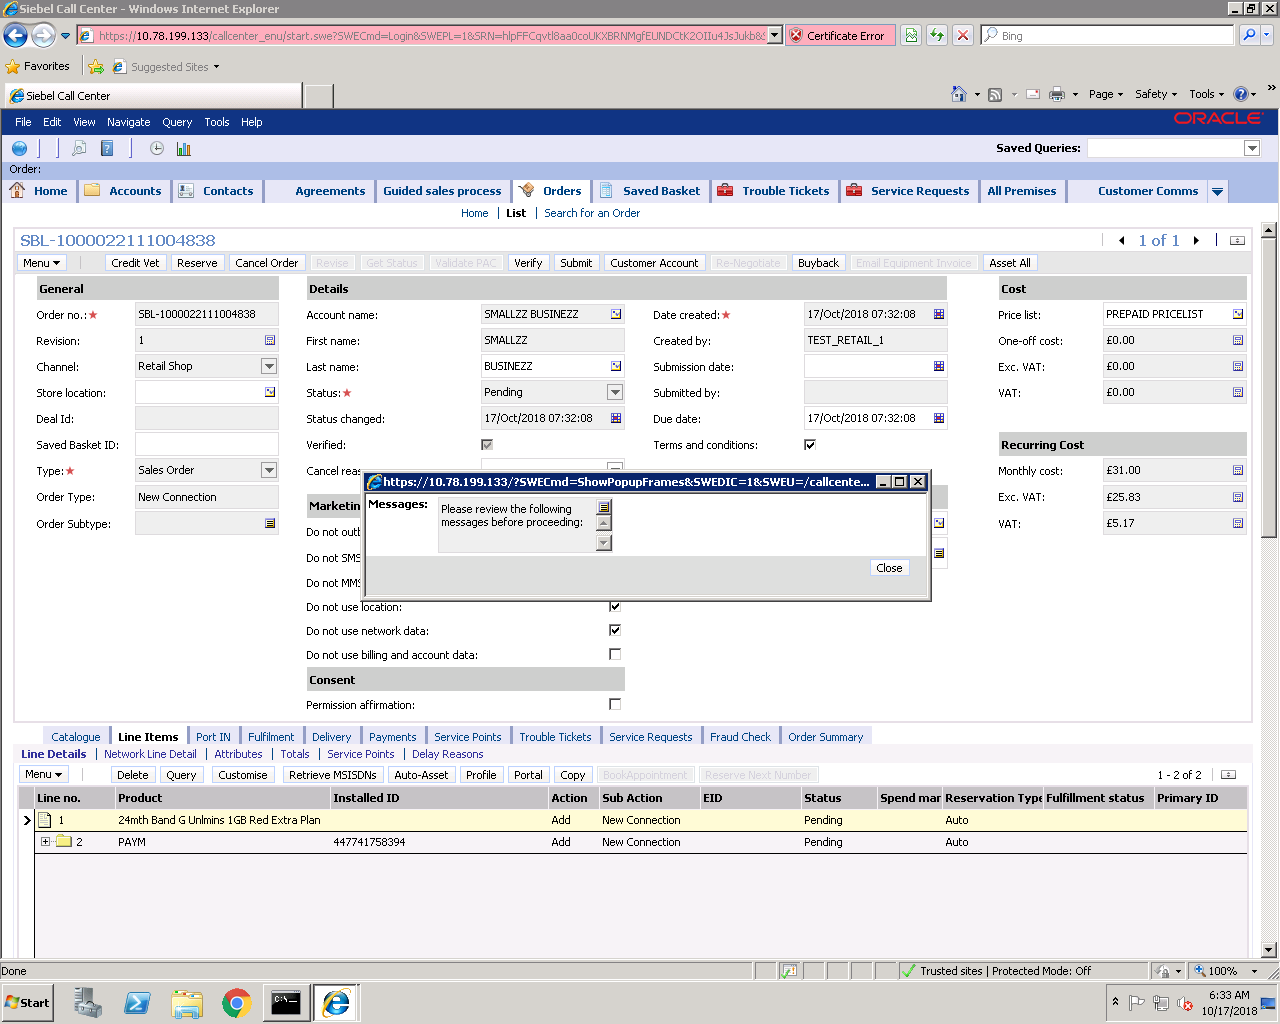 Siebel Call Center - Windows Internet Explorer
https://10.78.199.133/callcenter_enu/start.swe?SWECmd=Login&SWEPL=1&SRN= Certificate Error Bing
Favorites Suggested Sites
Siebel Call Center Page Safety Tools
File Edit View Navigate Query Tools Help ORACLE
Saved Queries:
Order:
Home Accounts Contacts Agreements Guided sales process Orders Saved Basket Trouble Tickets Service Requests All Premises Customer Comms
Home List Search for an Order
SBL-1000022111004838 1 of 1
Menu Credit Vet Reserve Cancel Order Revise Get Status Validate PAC Verify Submit Customer Account Re-Negotiate Buyback Email Equipment Invoice Asset All
General Details Cost
Order no.:★ SBL-1000022111004838 Account name: SMALLZZ BUSINEZZ Date created:★ 17/Oct/2018 07:32:08 Price list: PREPAID PRICELIST
Revision: 1 First name: SMALLZZ Created by: TEST_RETAIL_1 One-off cost: £0.00
Channel: Retail Shop Last name: BUSINEZZ Submission date: Exc. VAT: £0.00
Store location: Status:★ Pending Submitted by: VAT: £0.00
Deal Id: Status changed: 17/Oct/2018 07:32:08 Due date: 17/Oct/2018 07:32:08
Saved Basket ID: Verified: Terms and conditions: Recurring Cost
Type:★ Sales Order Cancel reas Monthly cost: £31.00
https://10.78.199.133/?SWECmd=ShowPopupFrames&SWEDIC=1&SWEU=/callcente...
Order Type: New Connection Marketin Exc. VAT: £25.83
Messages: Please review the following
messages before proceeding:
Order Subtype: Do not outb VAT: £5.17
Do not SMS
Close
Do not MMS
Do not use location:
Do not use network data:
Do not use billing and account data:
Consent
Permission affirmation:
Catalogue Line Items Port IN Fulfilment Delivery Payments Service Points Trouble Tickets Service Requests Fraud Check Order Summary
Line Details Network Line Detail Attributes Totals Service Points Delay Reasons
Menu Delete Query Customise Retrieve MSISDNs Auto-Asset Profile Portal Copy BookAppointment Reserve Next Number 1 - 2 of 2
Line no. Product Installed ID Action Sub Action EID Status Spend mar Reservation Type Fulfillment status Primary ID
1 24mth Band G Unlmins 1GB Red Extra Plan Add New Connection Pending Auto
2 PAYM 447741758394 Add New Connection Pending Auto
Done Trusted sites | Protected Mode: Off 100%
Start 6:33 AM
10/17/2018